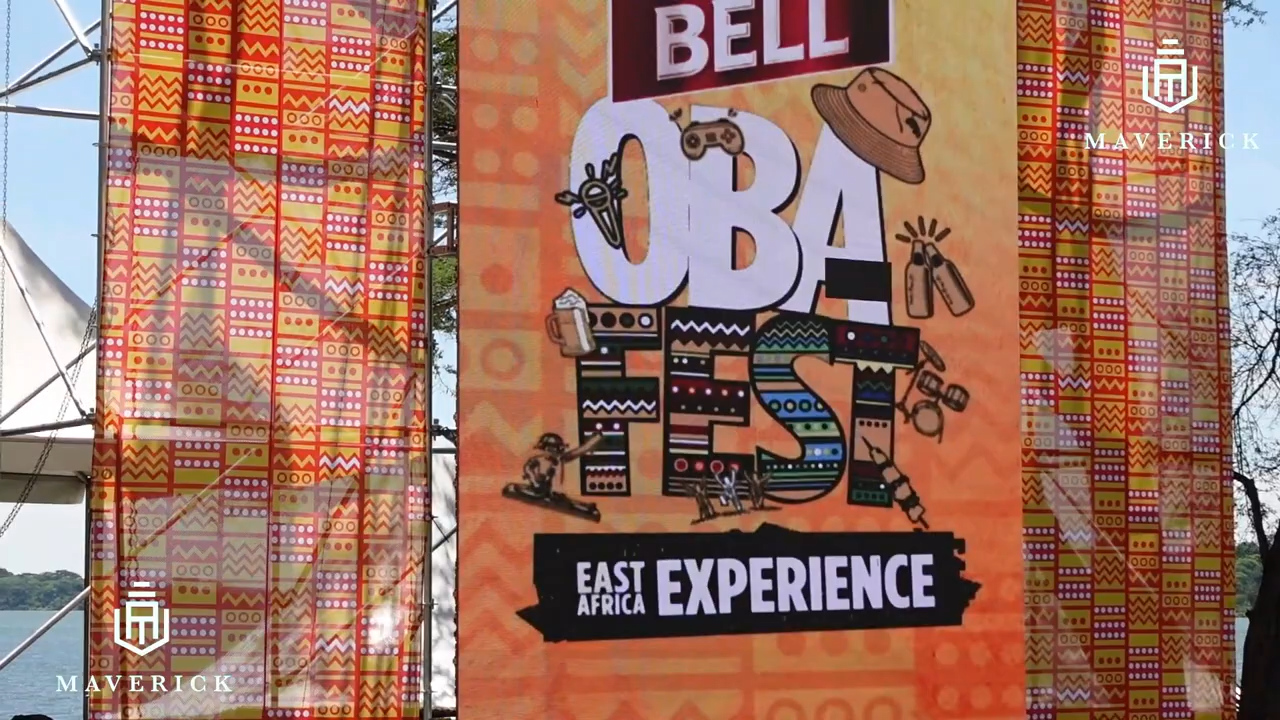 BELL
OBA
FEST
EAST
AFRICA
EXPERIENCE
MAVERICK
MAVERICK